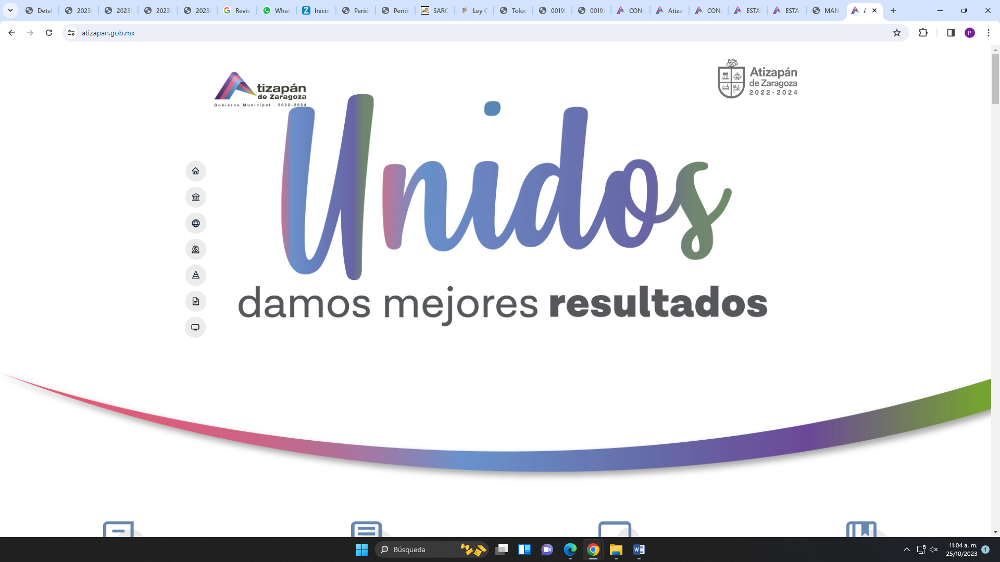 Detal
2023
2023
2023
2023
Revis
What
Inicio
Perió
Perió
SARC
Ley C
Toluc
0019
0019
CON
Atiza
CON
ESTA
ESTA
MAN
atizapan.gob.mx
P
tizapán
de Zaragoza
Gobierno Municipal - 2022-2024
Atizapán
de Zaragoza
2022-2024
Unidos
damos mejores resultados
Búsqueda
11:04 a. m.
25/10/2023
1